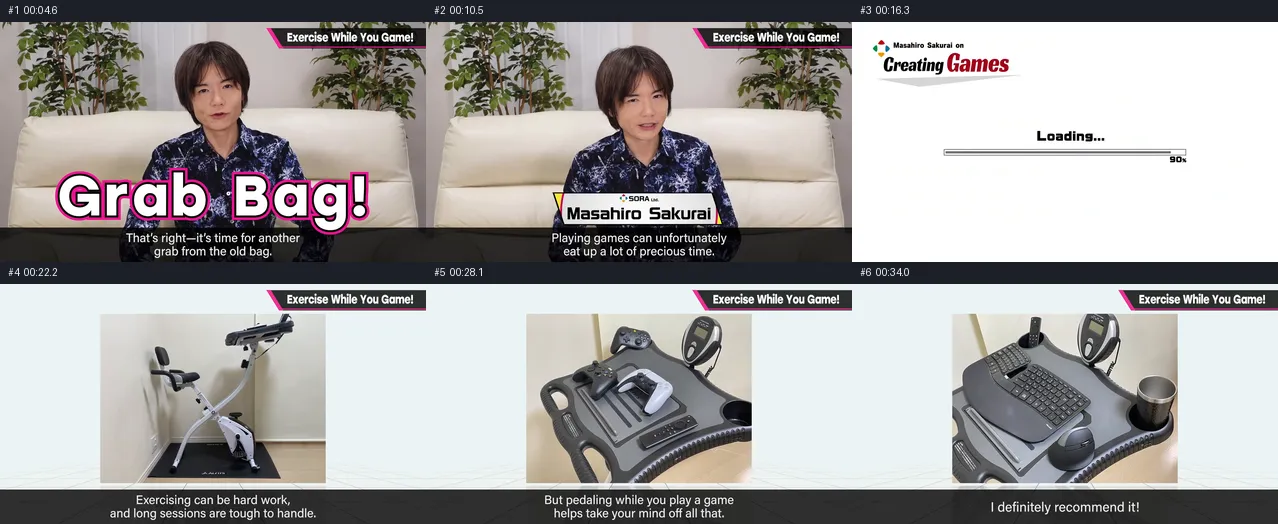 #1 00:04.6
Exercise While You Game!
Grab Bag!
That's right—it's time for another
grab from the old bag.
#2 00:10.5
Exercise While You Game!
SORA Ltd.
Masahiro Sakurai
Playing games can unfortunately
eat up a lot of precious time.
#3 00:16.3
Masahiro Sakurai on
Creating Games
Loading...
90%
#4 00:22.2
Exercise While You Game!
Exercising can be hard work,
and long sessions are tough to handle.
#5 00:28.1
Exercise While You Game!
But pedaling while you play a game
helps take your mind off all that.
#6 00:34.0
Exercise While You Game!
I definitely recommend it!